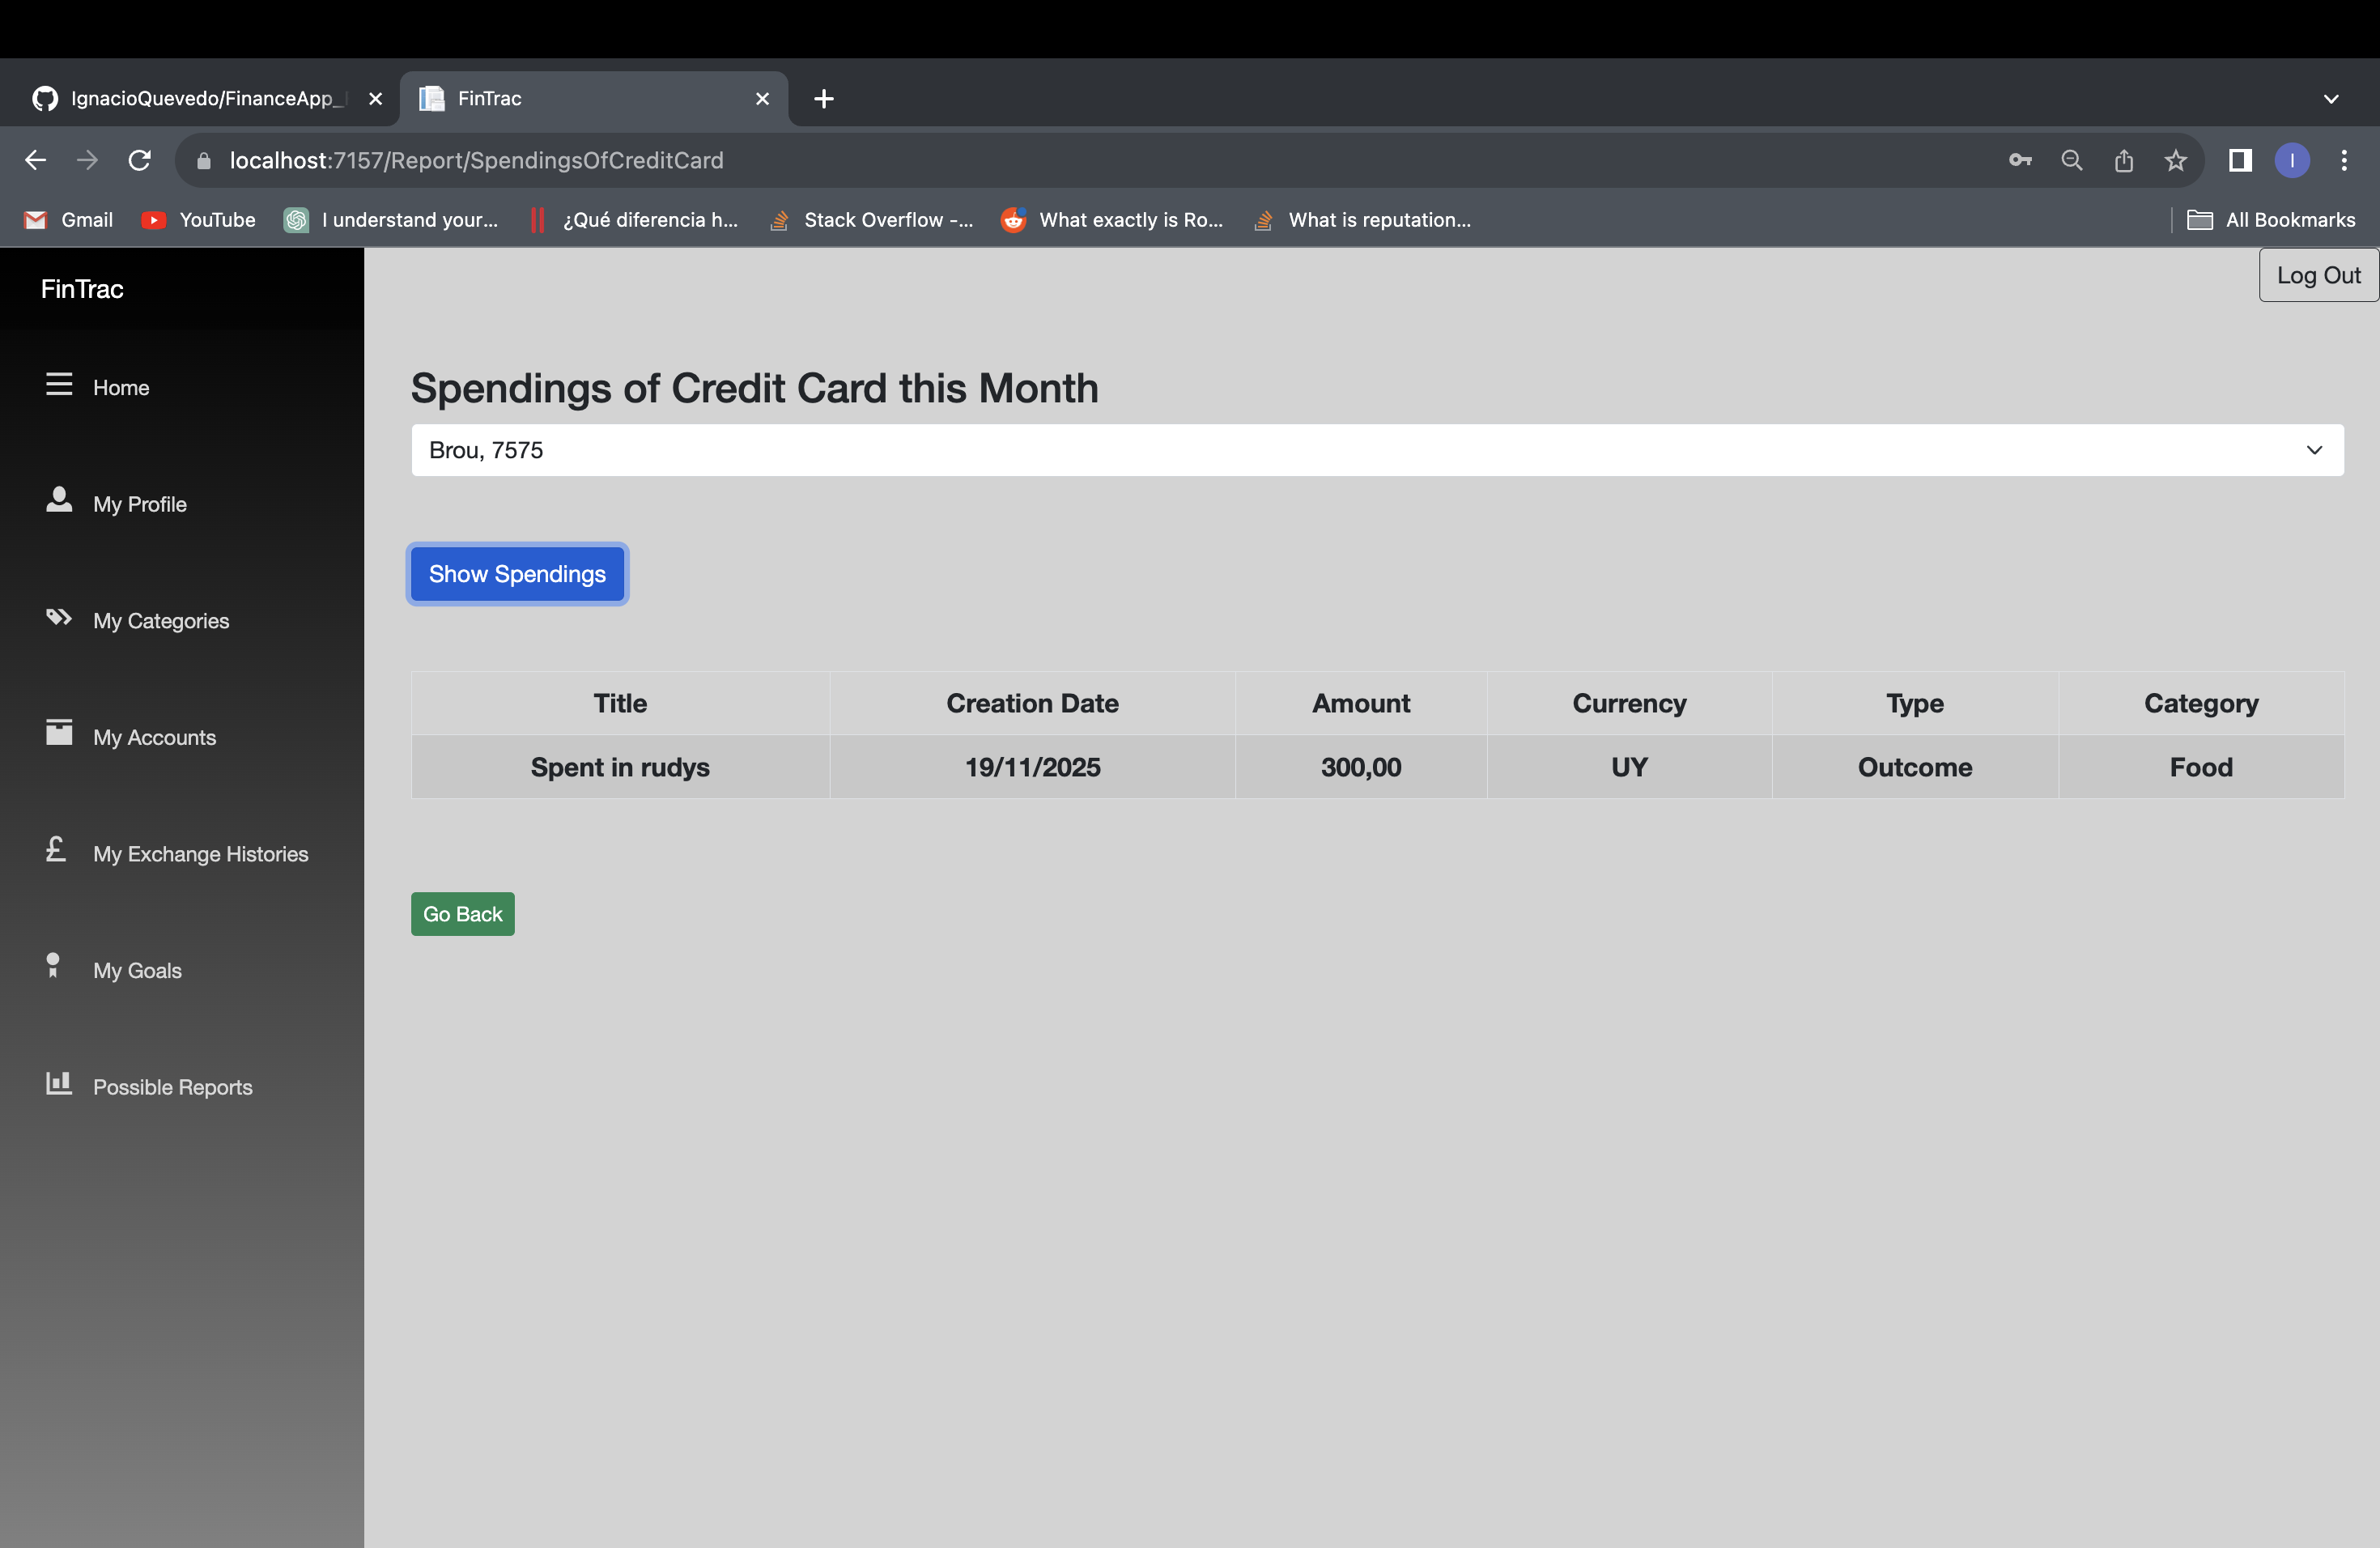 IgnacioQuevedo/FinanceApp_
FinTrac
localhost:7157/Report/SpendingsOfCreditCard
I
Gmail YouTube I understand your... ¿Qué diferencia h... Stack Overflow -... What exactly is Ro... What is reputation... All Bookmarks
FinTrac
Log Out
Home
My Profile
My Categories
My Accounts
My Exchange Histories
My Goals
Possible Reports
Spendings of Credit Card this Month
Brou, 7575
Show Spendings
Title Creation Date Amount Currency Type Category
Spent in rudys 19/11/2025 300,00 UY Outcome Food
Go Back